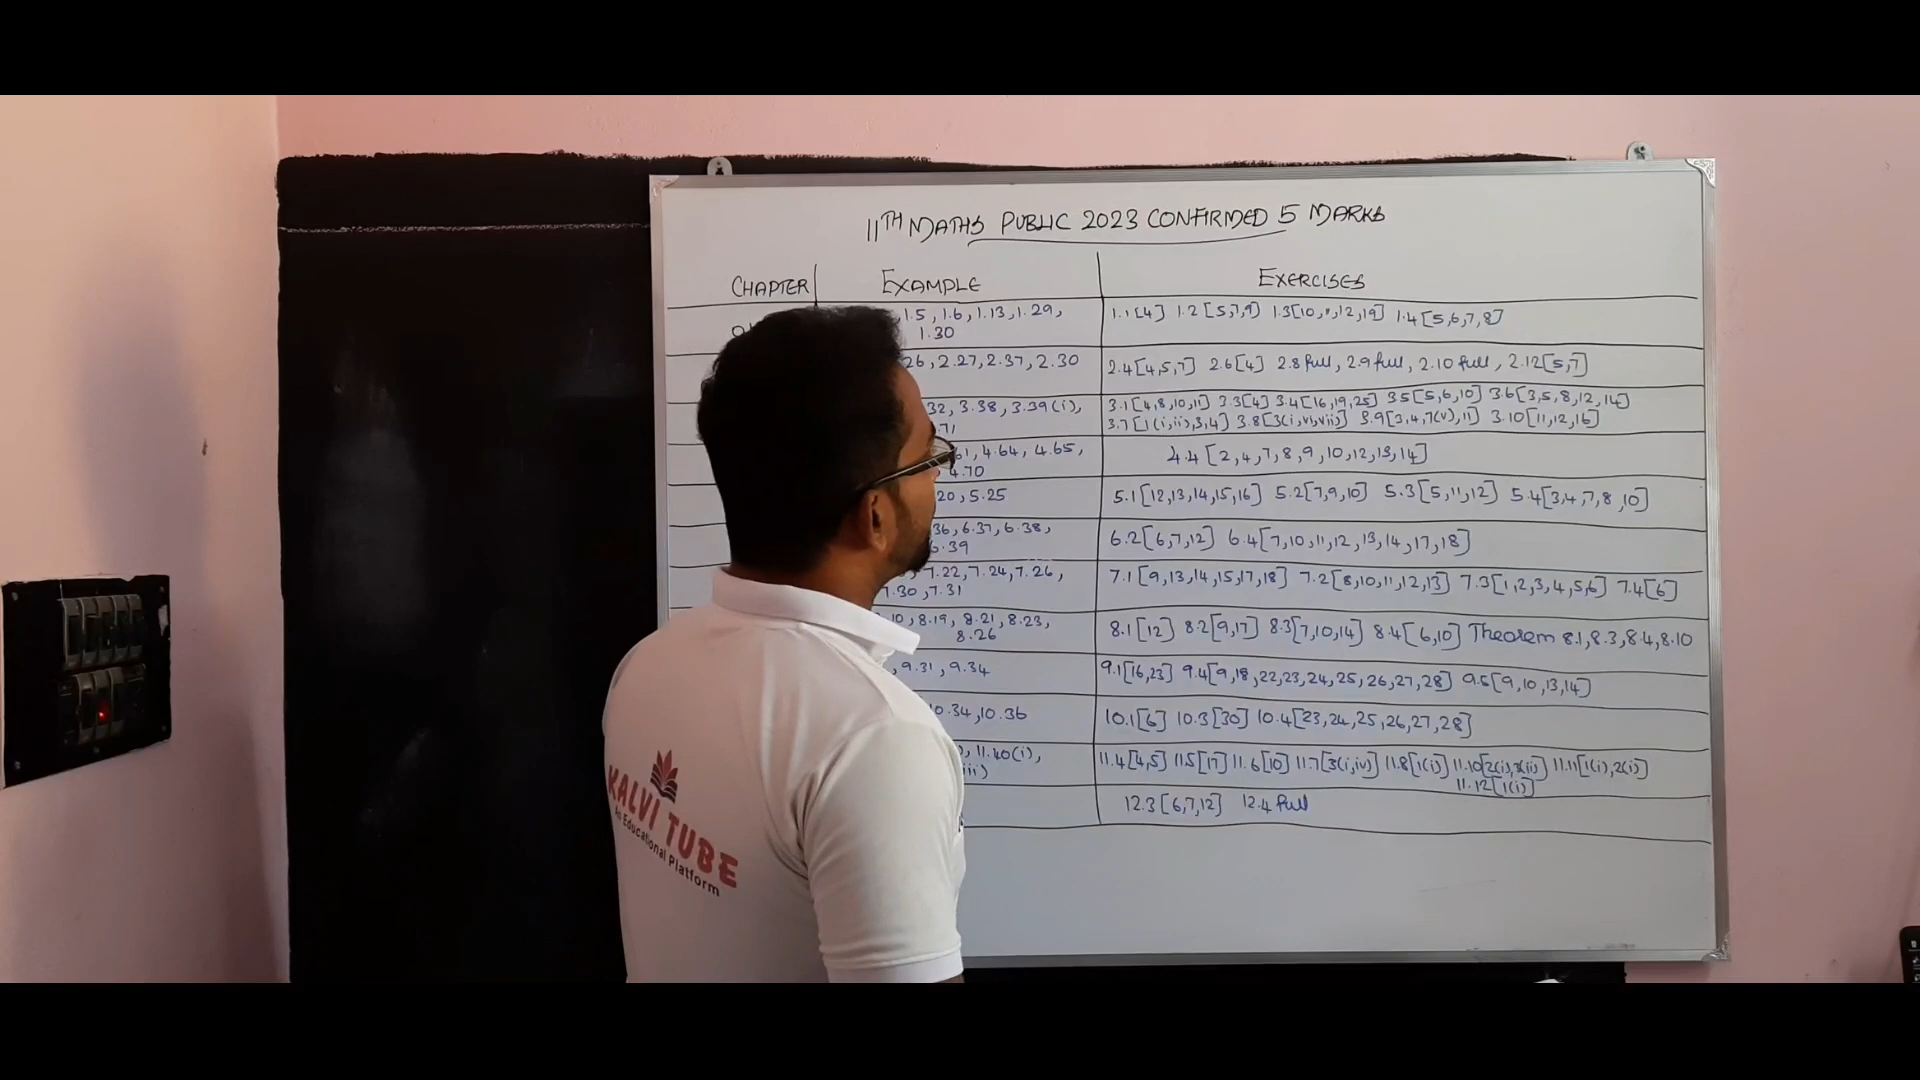 11TH MATHS PUBLIC 2023 CONFIRMED 5 MARKS
CHAPTER EXAMPLE EXERCISES
1.5, 1.6, 1.13, 1.29, 1.1[4] 1.2[5,7,9] 1.3[10,11,12,19] 1.4[5,6,7,8]
1.30
26, 2.27, 2.37, 2.30 2.4[4,5,7] 2.6[4] 2.8 full, 2.9 full, 2.10 full, 2.12[5,7]
32, 3.38, 3.39(i), 3.1[4,8,10,11] 3.3[4] 3.4[16,19,25] 3.5[5,6,10] 3.6[3,5,8,12,14]
71 3.7[1(i,ii),3,4] 3.8[3(i,vi,vii)] 3.9[3,4,7(v),11] 3.10[11,12,16]
61, 4.64, 4.65, 4.4[2,4,7,8,9,10,12,13,14]
4.70
20, 5.25 5.1[12,13,14,15,16] 5.2[7,9,10] 5.3[5,11,12] 5.4[3,4,7,8,10]
36, 6.37, 6.38, 6.2[6,7,12] 6.4[7,10,11,12,13,14,17,18]
6.39
7.22, 7.24, 7.26, 7.1[9,13,14,15,17,18] 7.2[8,10,11,12,13] 7.3[1,2,3,4,5,6] 7.4[6]
7.30, 7.31
10, 8.19, 8.21, 8.23, 8.1[12] 8.2[9,17] 8.3[7,10,14] 8.4[6,10] Theorem 8.1, 8.3, 8.4, 8.10
8.26
, 9.31, 9.34 9.1[16,23] 9.4[9,18,22,23,24,25,26,27,28] 9.5[9,10,13,14]
10.34, 10.36 10.1[6] 10.3[30] 10.4[23,24,25,26,27,28]
, 11.40(i), 11.4[4,5] 11.5[17] 11.6[10] 11.7[3(i,iv)] 11.8[1(i)] 11.11[1(i),2(i)]
iii) 11.12[1(i)]
12.3[6,7,12] 12.4 full
KALVI TUBE
An Educational Platform